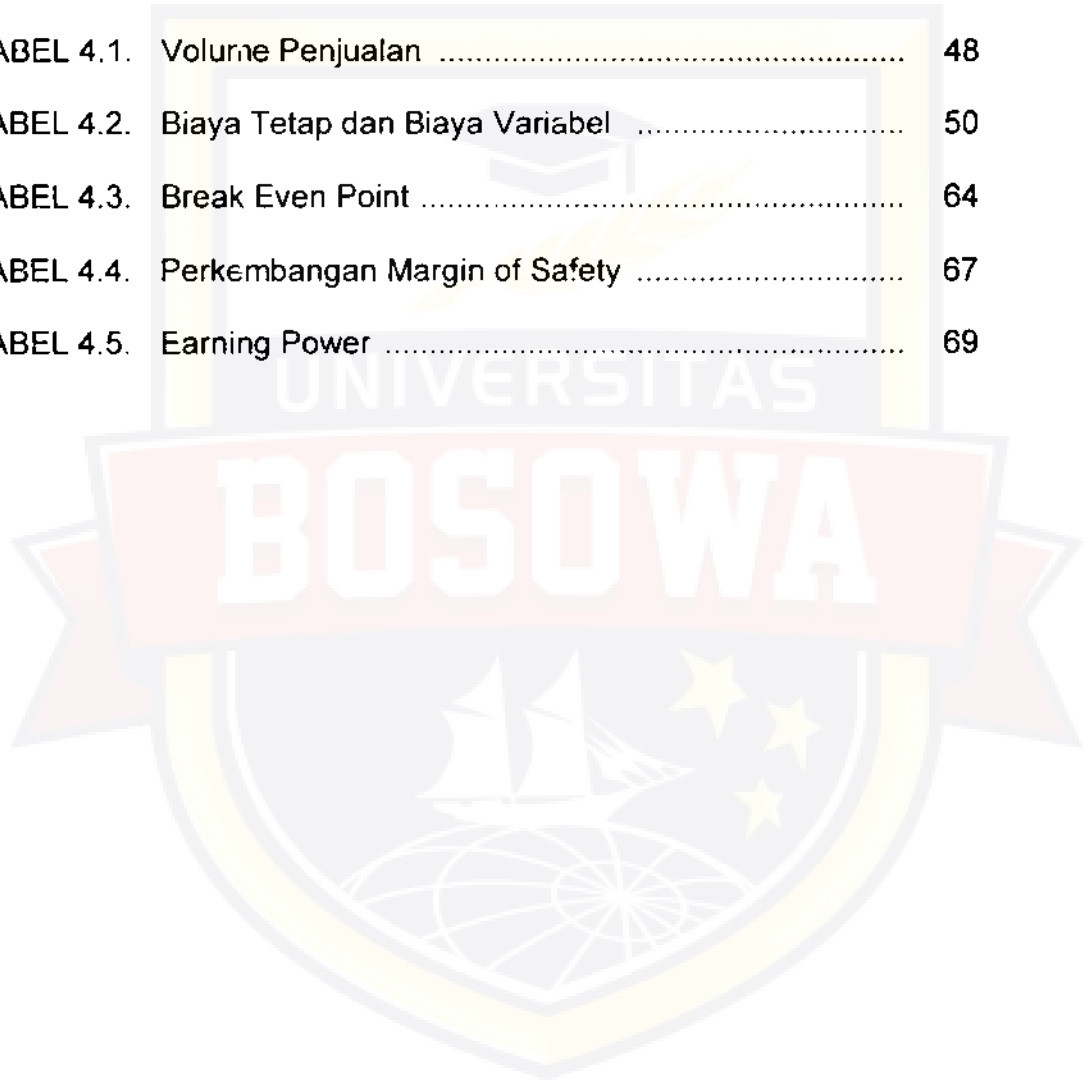 ABEL 4.1. Volume Penjualan .................................................... 48
ABEL 4.2. Biaya Tetap dan Biaya Variabel .............................. 50
ABEL 4.3. Break Even Point ...................................................... 64
ABEL 4.4. Perkembangan Margin of Safety .............................. 67
ABEL 4.5. Earning Power .......................................................... 69
UNIVERSITAS
BOSOWA